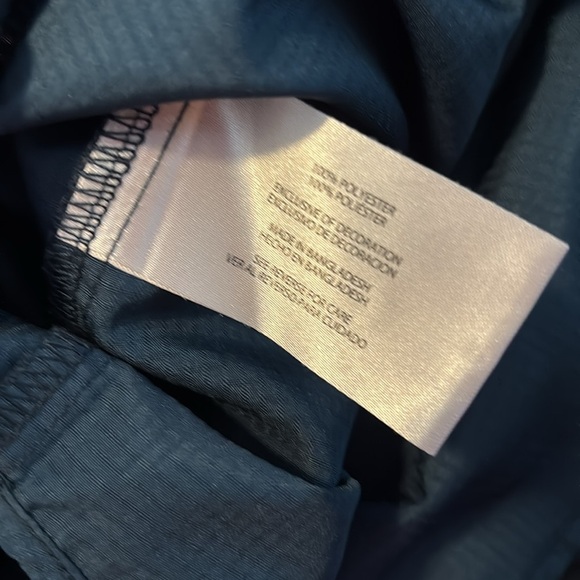 100% POLYESTER
100% POLIÉSTER
EXCLUSIVE OF DECORATION
EXCLUSIVO DE DECORACIÓN
MADE IN BANGLADESH
HECHO EN BANGLADESH
SEE REVERSE FOR CARE
VER AL REVERSO PARA CUIDADO